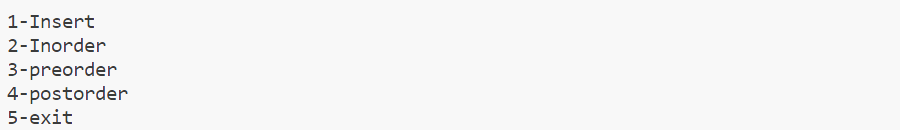 1-Insert
2-Inorder
3-preorder
4-postorder
5-exit